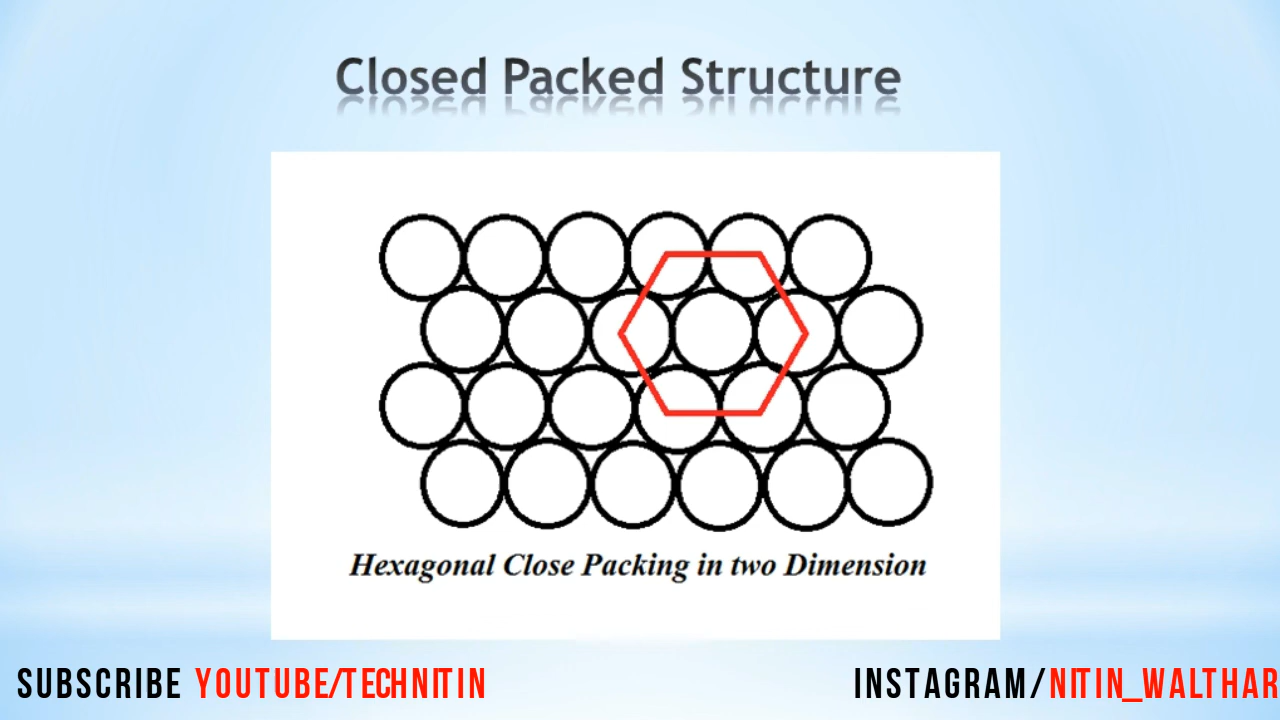 Closed Packed Structure
Hexagonal Close Packing in two Dimension
SUBSCRIBE YOUTUBE/TECHNITIN
INSTAGRAM/NITIN_WALTHAR